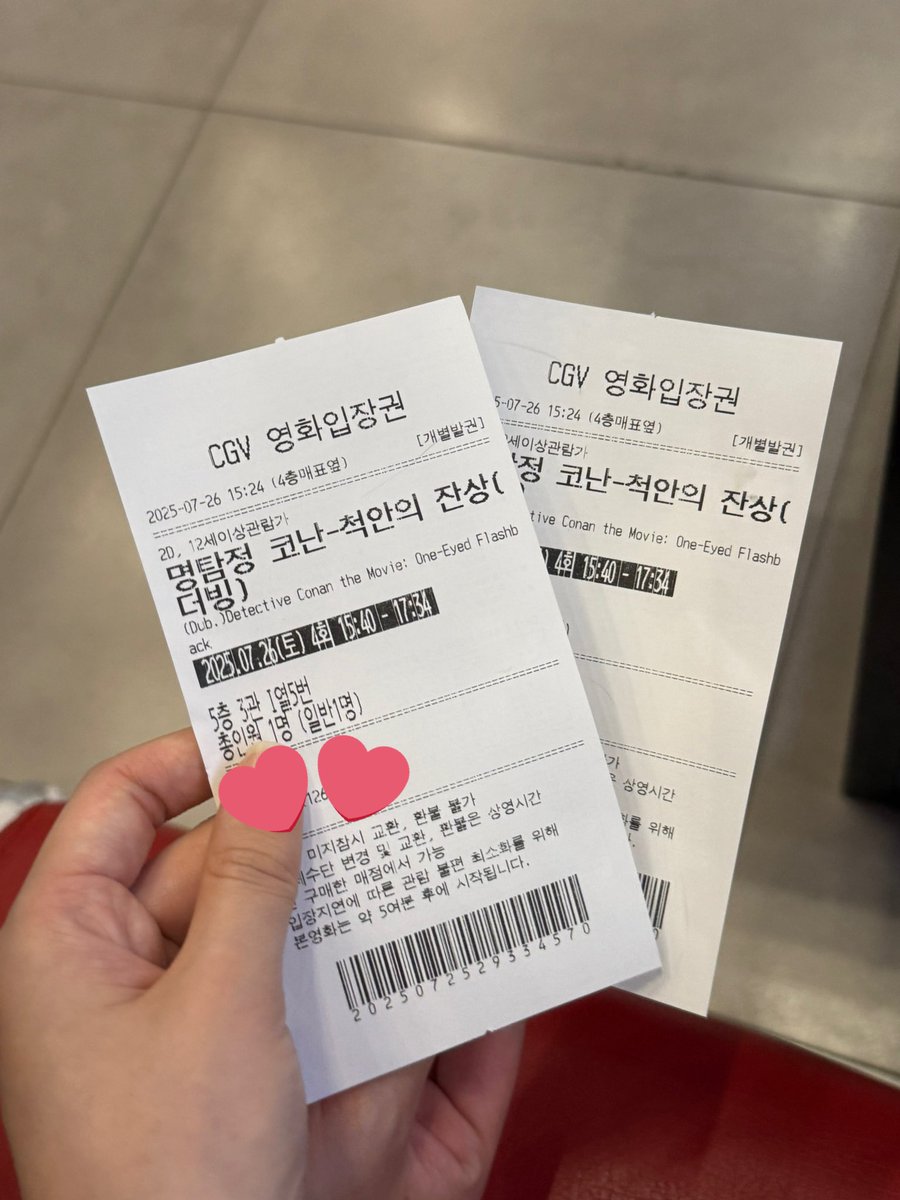 CGV 영화입장권
[개별발권]
2025-07-26 15:24 (4층매표옆)
2D, 12세이상관람가
명탐정 코난-척안의 잔상(
더빙)
(Dub.)Detective Conan the Movie: One-Eyed Flashb
ack
2025.07.26(토) 4회 15:40 - 17:34
5층 3관 I열5번
총인원 1명 (일반1명)
126
미지참시 교환, 환불 불가
변경 및 교환, 환불은 상영시간
구매한 매점에서 가능
입장지연에 따른 관람 불편 최소화를 위해
본영화는 약 5여분 후에 시작됩니다.
2025072529334570
CGV 영화입장권
5-07-26 15:24 (4층매표옆)
[개별발권]
세이상관람가
정 코난-척안의 잔상(
tective Conan the Movie: One-Eyed Flashb
4회 15:40 - 17:34
)
가
상영시간
위해
0